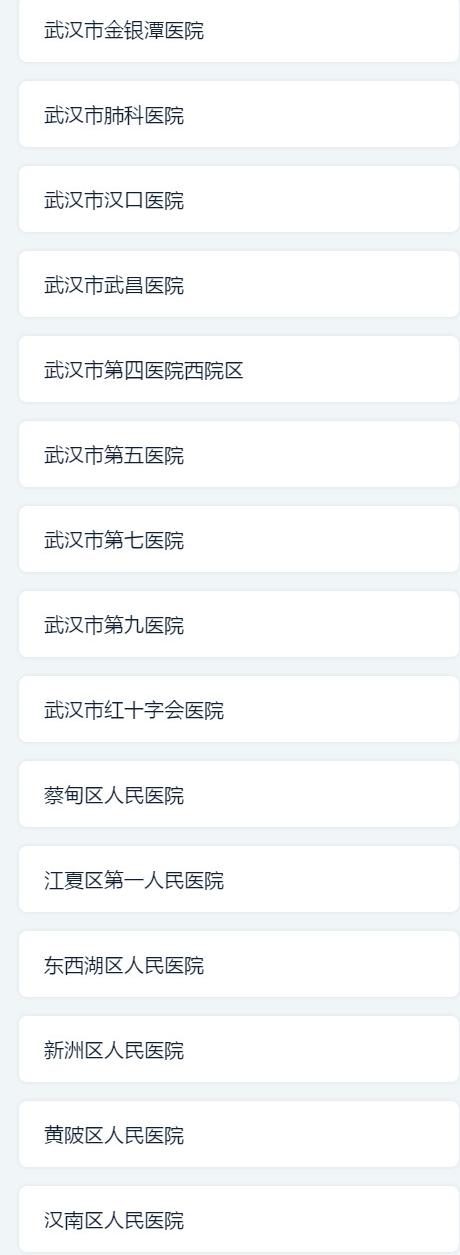 武汉市金银潭医院
武汉市肺科医院
武汉市汉口医院
武汉市武昌医院
武汉市第四医院西院区
武汉市第五医院
武汉市第七医院
武汉市第九医院
武汉市红十字会医院
蔡甸区人民医院
江夏区第一人民医院
东西湖区人民医院
新洲区人民医院
黄陂区人民医院
汉南区人民医院